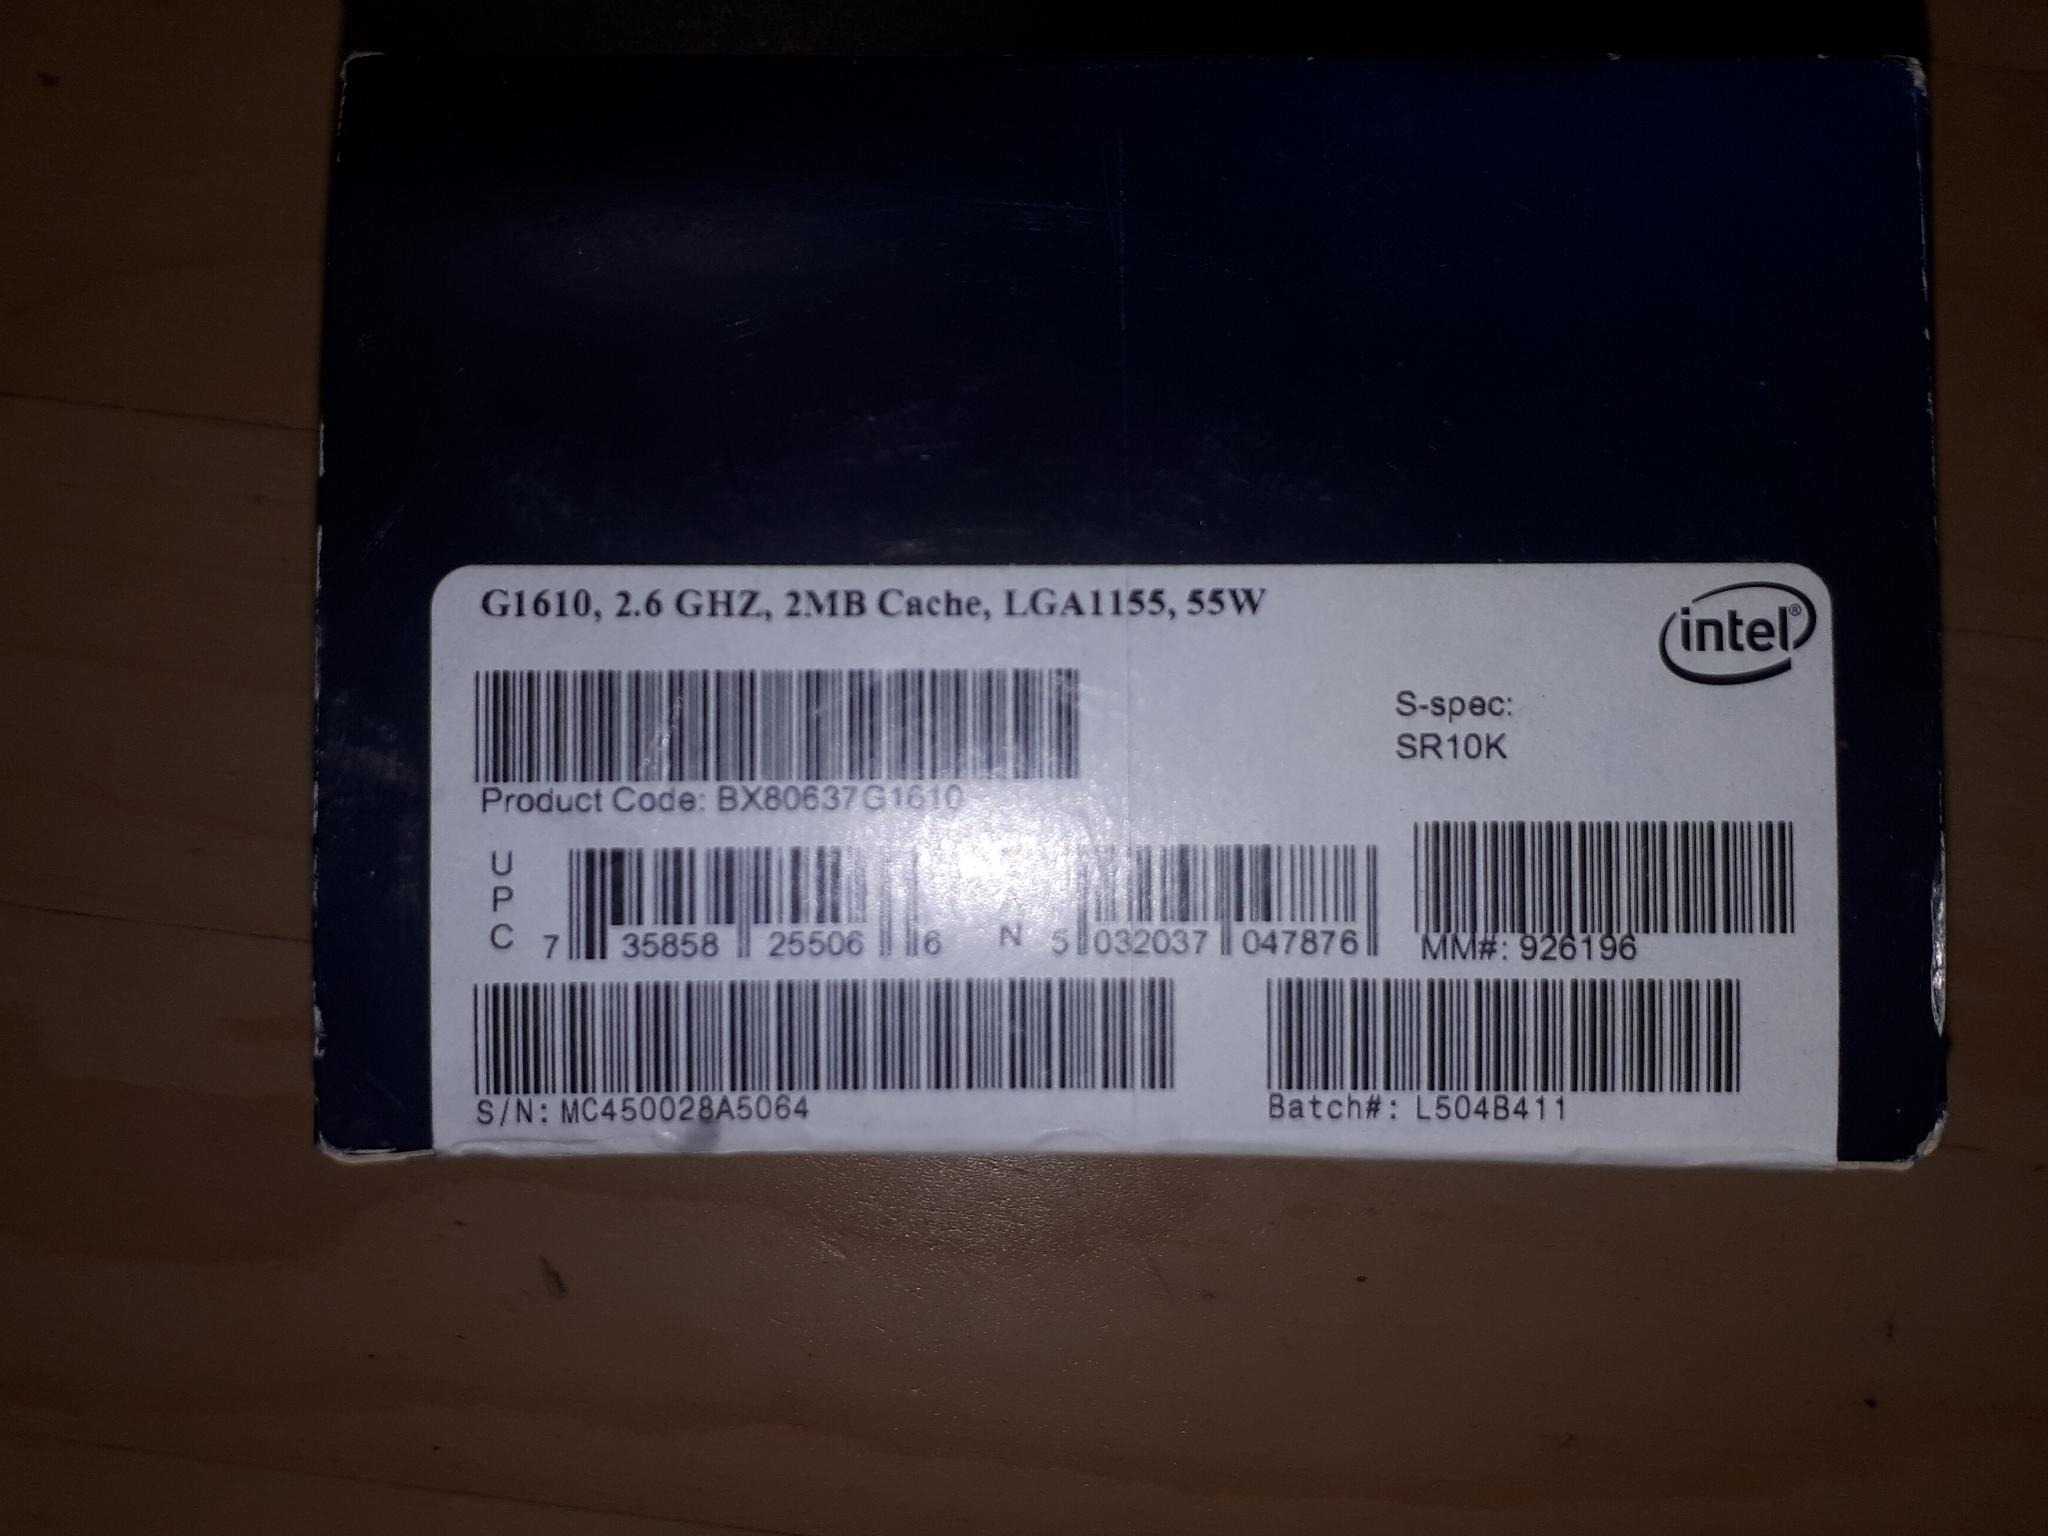 G1610, 2.6 GHZ, 2MB Cache, LGA1155, 55W
intel®
S-spec:
SR10K
Product Code: BX80637G1610
U
P
C
7 35858 25506 6
N
5 032037 047876
MM#: 926196
S/N: MC450028A5064
Batch#: L504B411